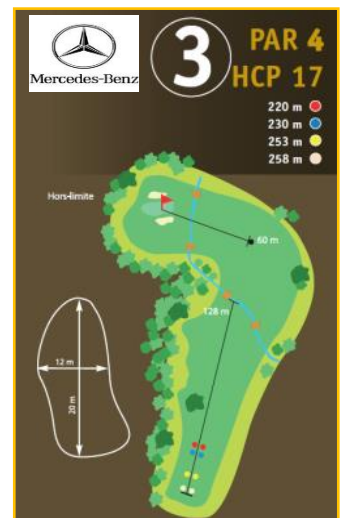 Mercedes-Benz
3
PAR 4
HCP 17
220 m
230 m
253 m
258 m
Hors-limite
60 m
128 m
12 m
20 m